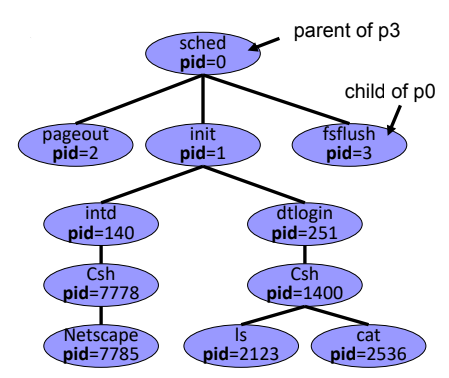 parent of p3
sched
pid=0
child of p0
pageout
pid=2
init
pid=1
fsflush
pid=3
intd
pid=140
dtlogin
pid=251
Csh
pid=7778
Csh
pid=1400
Netscape
pid=7785
ls
pid=2123
cat
pid=2536